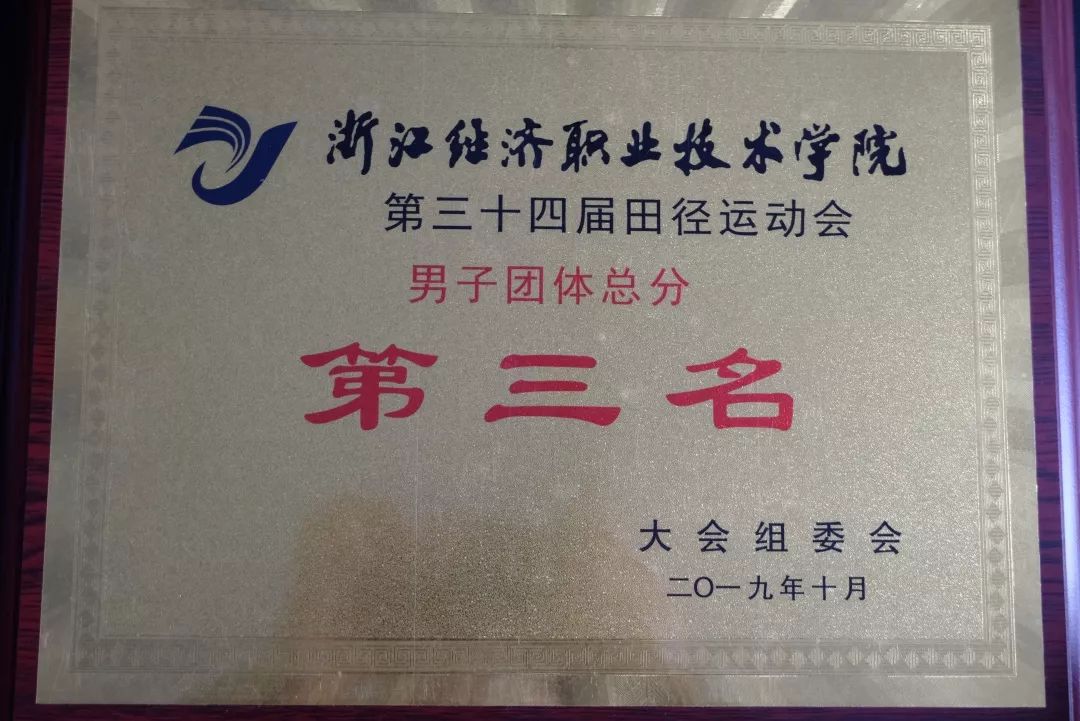 浙江经济职业技术学院
第三十四届田径运动会
男子团体总分
第三名
大会组委会
二〇一九年十月